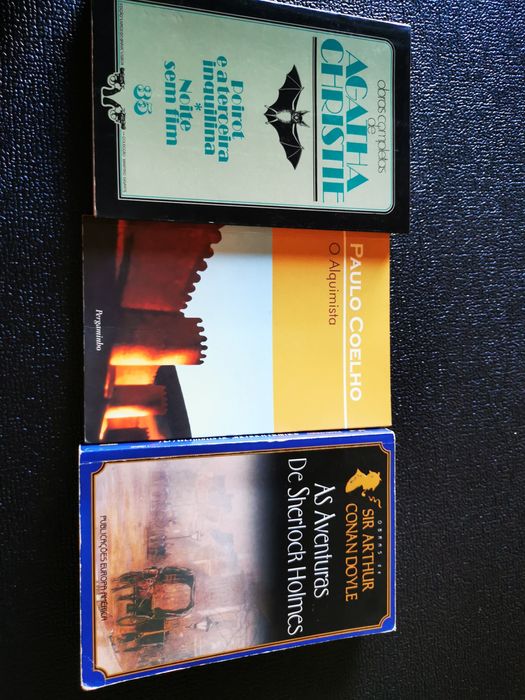 obras completas
de
AGATHA
CHRISTIE
Poirot
e a terceira
inquilina
*
Noite
sem fim
35
PAULO COELHO
O Alquimista
Pergaminho
OBRAS DE
SIR ARTHUR
CONAN DOYLE
AS Aventuras
De Sherlock Holmes
PUBLICAÇÕES EUROPA-AMÉRICA